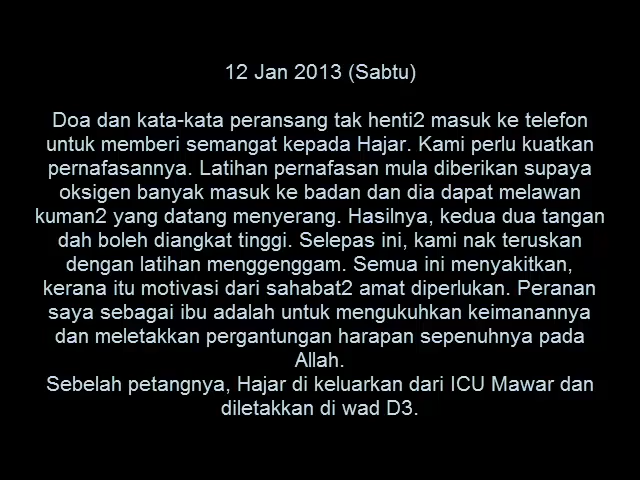 12 Jan 2013 (Sabtu)
Doa dan kata-kata peransang tak henti2 masuk ke telefon
untuk memberi semangat kepada Hajar. Kami perlu kuatkan
pernafasannya. Latihan pernafasan mula diberikan supaya
oksigen banyak masuk ke badan dan dia dapat melawan
kuman2 yang datang menyerang. Hasilnya, kedua dua tangan
dah boleh diangkat tinggi. Selepas ini, kami nak teruskan
dengan latihan menggenggam. Semua ini menyakitkan,
kerana itu motivasi dari sahabat2 amat diperlukan. Peranan
saya sebagai ibu adalah untuk mengukuhkan keimanannya
dan meletakkan pergantungan harapan sepenuhnya pada
Allah.
Sebelah petangnya, Hajar di keluarkan dari ICU Mawar dan
diletakkan di wad D3.